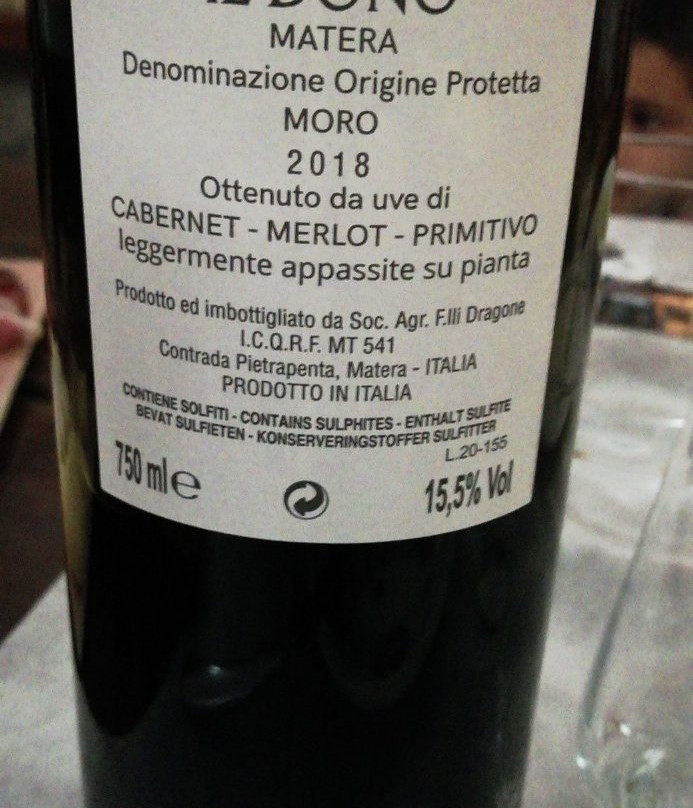 IL DONO
MATERA
Denominazione Origine Protetta
MORO
2018
Ottenuto da uve di
CABERNET - MERLOT - PRIMITIVO
leggermente appassite su pianta
Prodotto ed imbottigliato da Soc. Agr. F.lli Dragone
I.C.Q.R.F. MT 541
Contrada Pietrapenta, Matera - ITALIA
PRODOTTO IN ITALIA
CONTIENE SOLFITI - CONTAINS SULPHITES - ENTHALT SULFITE
BEVAT SULFIETEN - KONSERVERINGSTOFFER SULFITTER
L.20-155
750 ml e
15,5% Vol